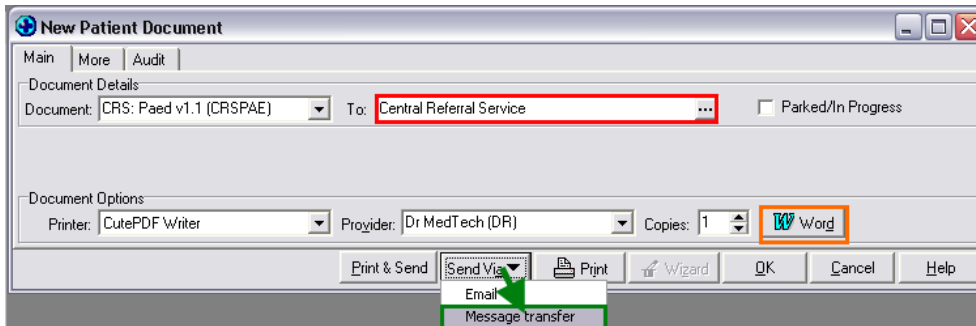 New Patient Document
Main More Audit
Document Details
Document: CRS: Paed v1.1 (CRSPAE) To: Central Referral Service ... Parked/In Progress
Document Options
Printer: CutePDF Writer Provider: Dr MedTech (DR) Copies: 1 W Word
Print & Send Send Via Print Wizard OK Cancel Help
Email
Message transfer